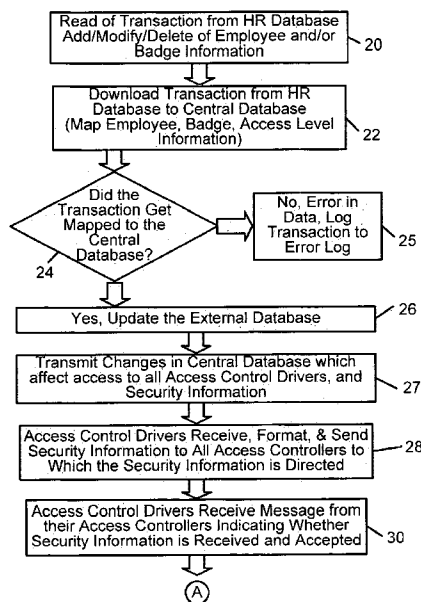 Read of Transaction from HR Database
Add/Modify/Delete of Employee and/or
Badge Information
20
Download Transaction from HR
Database to Central Database
(Map Employee, Badge, Access Level
Information)
22
Did the
Transaction Get
Mapped to the
Central
Database?
24
No, Error in
Data, Log
Transaction to
Error Log
25
Yes, Update the External Database
26
Transmit Changes in Central Database which
affect access to all Access Control Drivers, and
Security Information
27
Access Control Drivers Receive, Format, & Send
Security Information to All Access Controllers to
Which the Security Information is Directed
28
Access Control Drivers Receive Message from
their Access Controllers Indicating Whether
Security Information is Received and Accepted
30
A